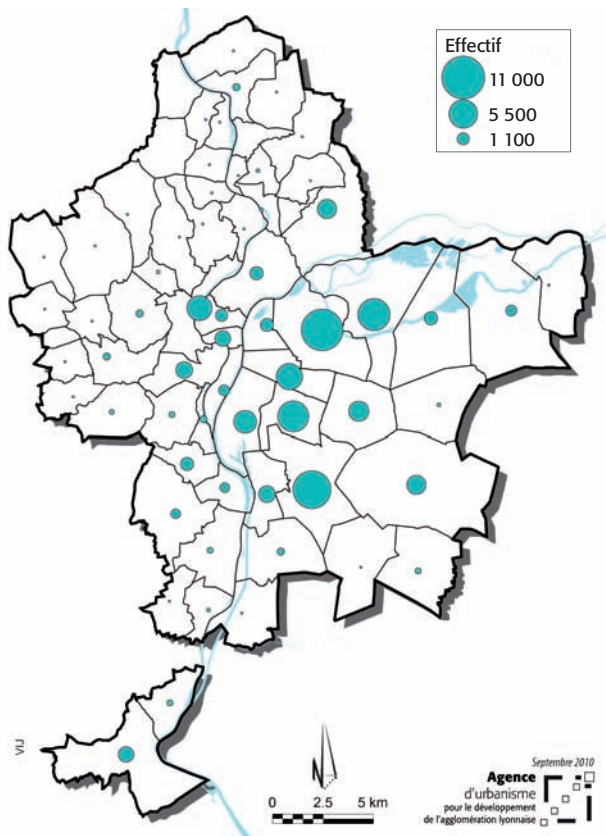 Effectif
11 000
5 500
1 100
VIJ
0 2.5 5 km
Septembre 2010
Agence
d'urbanisme
pour le développement
de l'agglomération lyonnaise